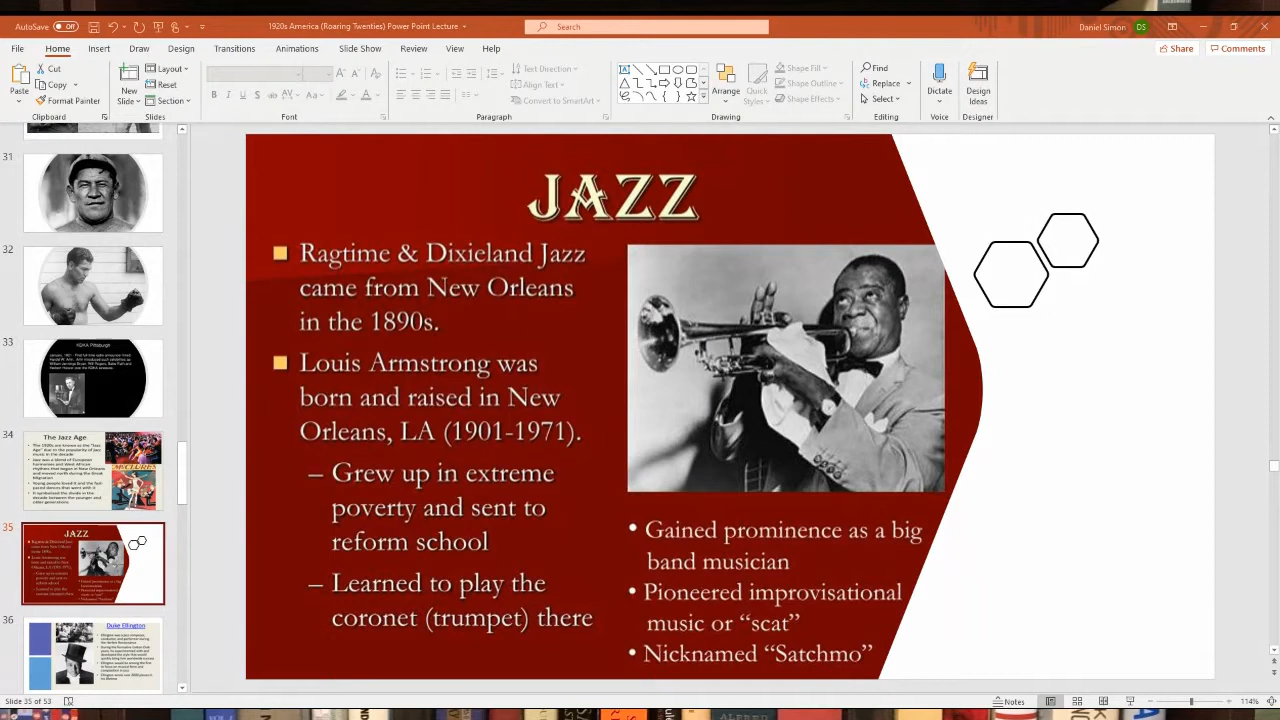 AutoSave Off
1920s America (Roaring Twenties) Power Point Lecture
Search
Daniel Simon DS
File Home Insert Draw Design Transitions Animations Slide Show Review View Help Share Comments
Paste
Cut
Copy
Format Painter
Clipboard
New Slide
Layout
Reset
Section
Slides
B I U S ab AV Aa A
Font
Text Direction
Align Text
Convert to SmartArt
Paragraph
Arrange
Quick Styles
Shape Fill
Shape Outline
Shape Effects
Drawing
Find
Replace
Select
Editing
Dictate
Voice
Design Ideas
Designer
31
32
33
KDKA Pittsburgh
34
The Jazz Age
McCLURE'S
35
JAZZ
36
Duke Ellington
JAZZ
Ragtime & Dixieland Jazz
came from New Orleans
in the 1890s.
Louis Armstrong was
born and raised in New
Orleans, LA (1901-1971).
– Grew up in extreme
poverty and sent to
reform school
– Learned to play the
coronet (trumpet) there
• Gained prominence as a big
band musician
• Pioneered improvisational
music or “scat”
• Nicknamed “Satchmo”
Slide 35 of 53
Notes
114%